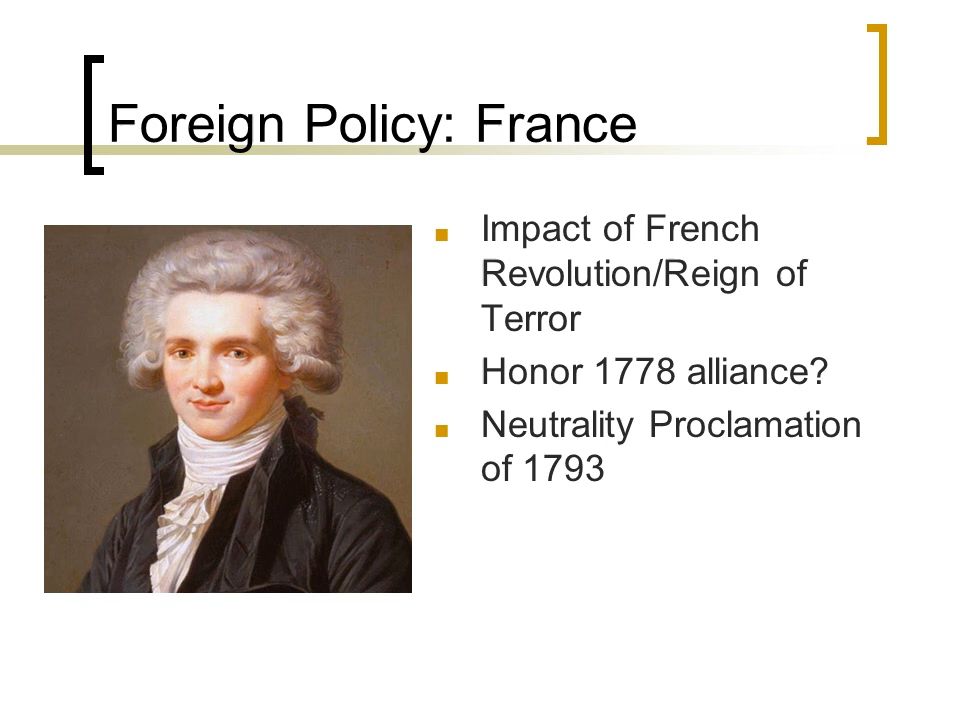 Foreign Policy: France
Impact of French
Revolution/Reign of
Terror
Honor 1778 alliance?
Neutrality Proclamation
of 1793